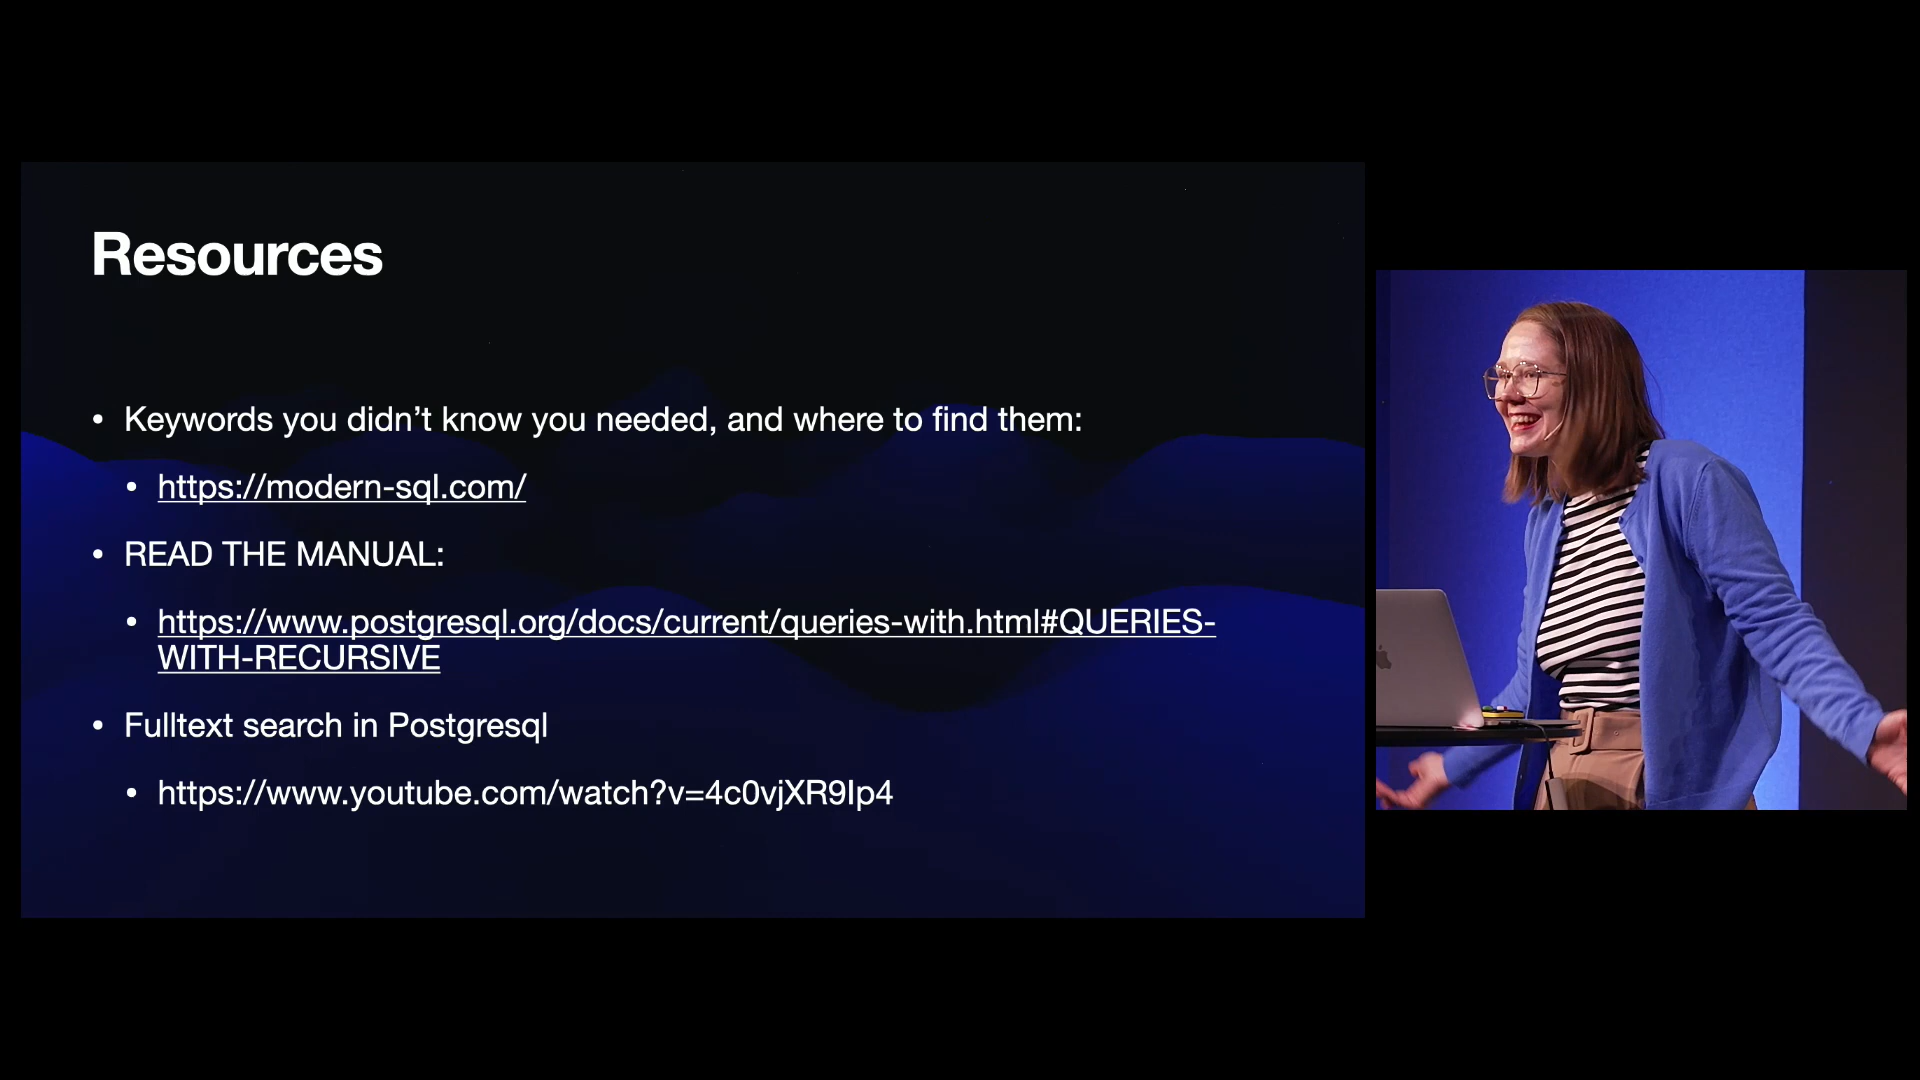 Resources
• Keywords you didn’t know you needed, and where to find them:
• https://modern-sql.com/
• READ THE MANUAL:
• https://www.postgresql.org/docs/current/queries-with.html#QUERIES-
WITH-RECURSIVE
• Fulltext search in Postgresql
• https://www.youtube.com/watch?v=4c0vjXR9Ip4